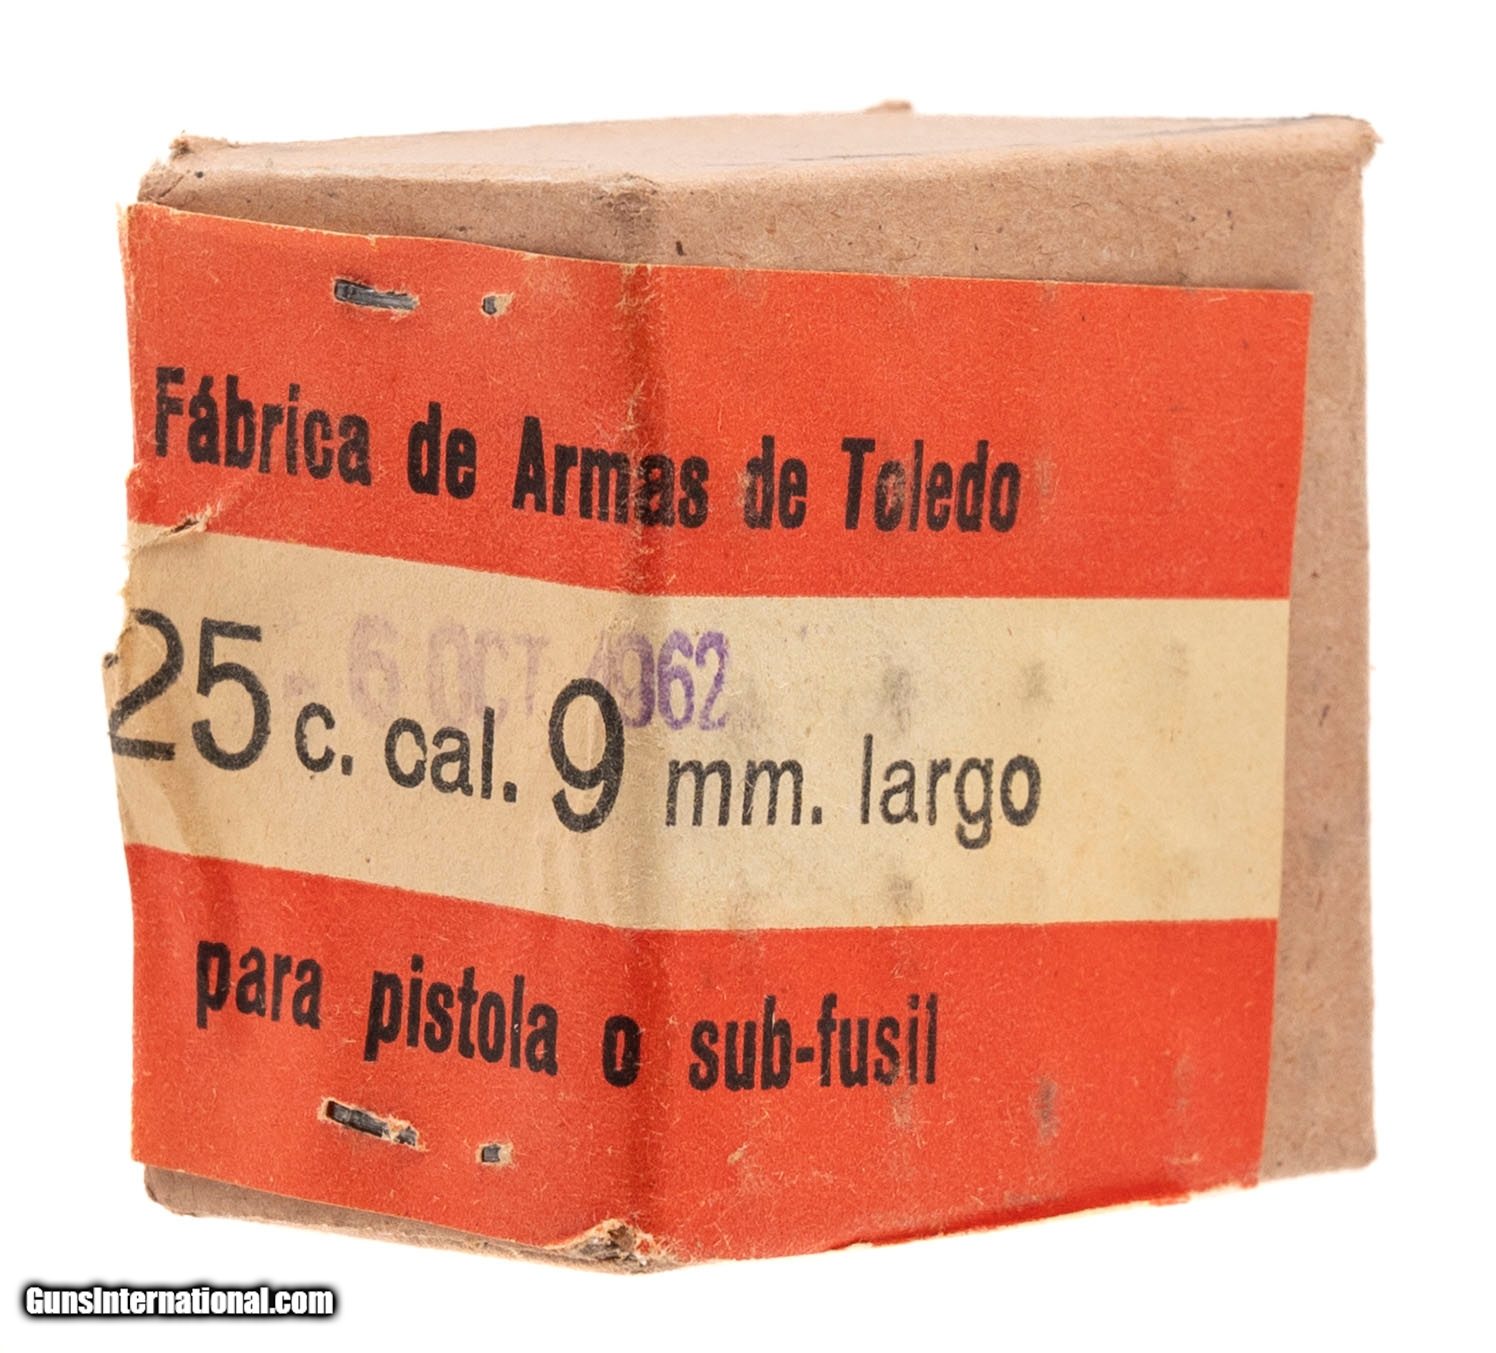 Fábrica de Armas de Toledo
6 OCT 1962
25 c. cal. 9 mm. largo
para pistola o sub-fusil
GunsInternational.com